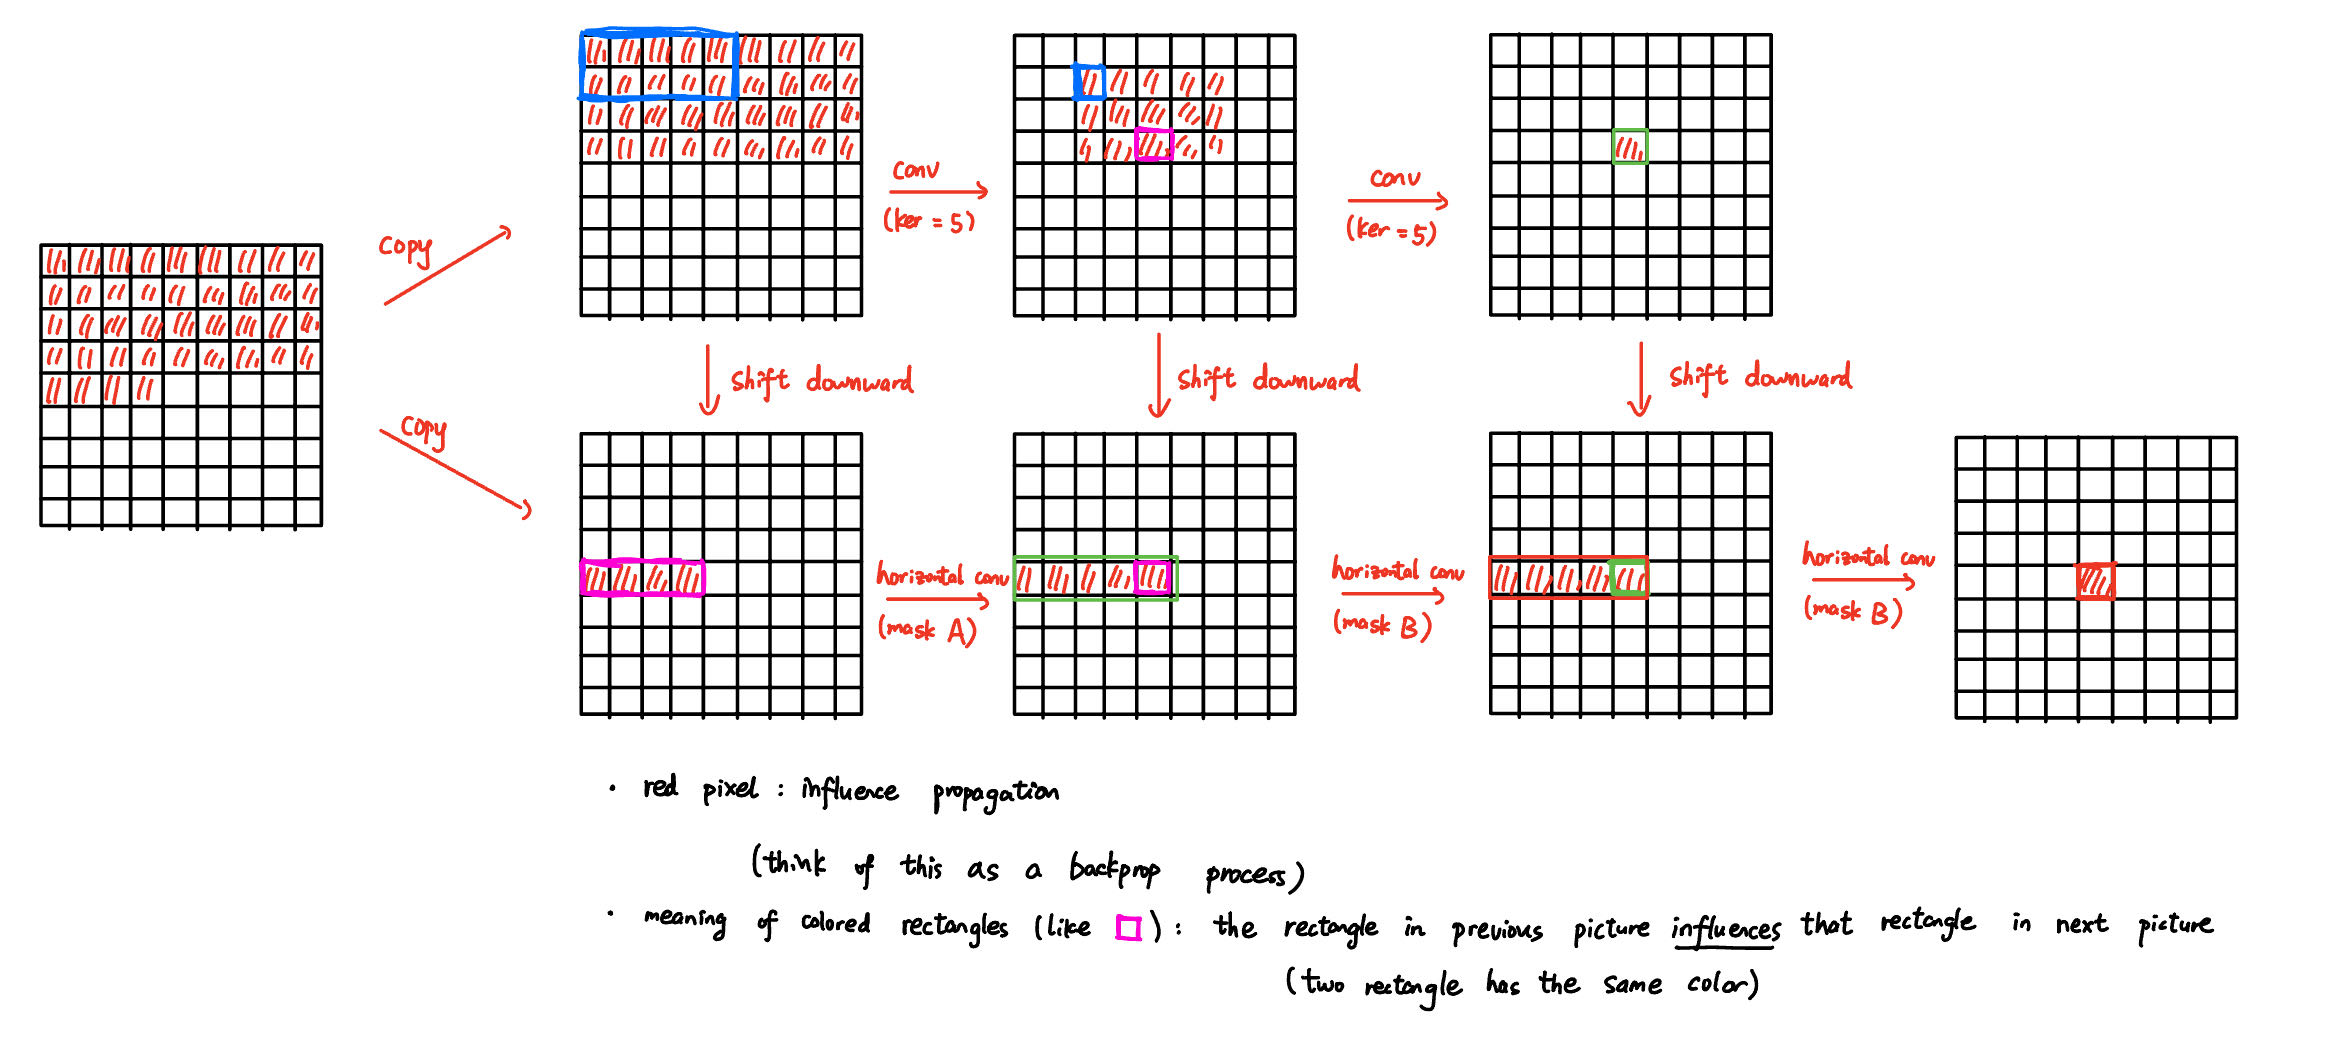 copy
copy
conv
(ker = 5)
conv
(ker = 5)
shift downward
shift downward
shift downward
horizontal conv
(mask A)
horizontal conv
(mask B)
horizontal conv
(mask B)
· red pixel : influence propagation
(think of this as a backprop process)
· meaning of colored rectangles (like ): the rectangle in previous picture influences that rectangle in next picture
(two rectangle has the same color)